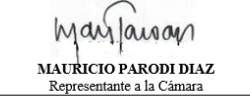 MAURICIO PARODI DIAZ
Representante a la Cámara